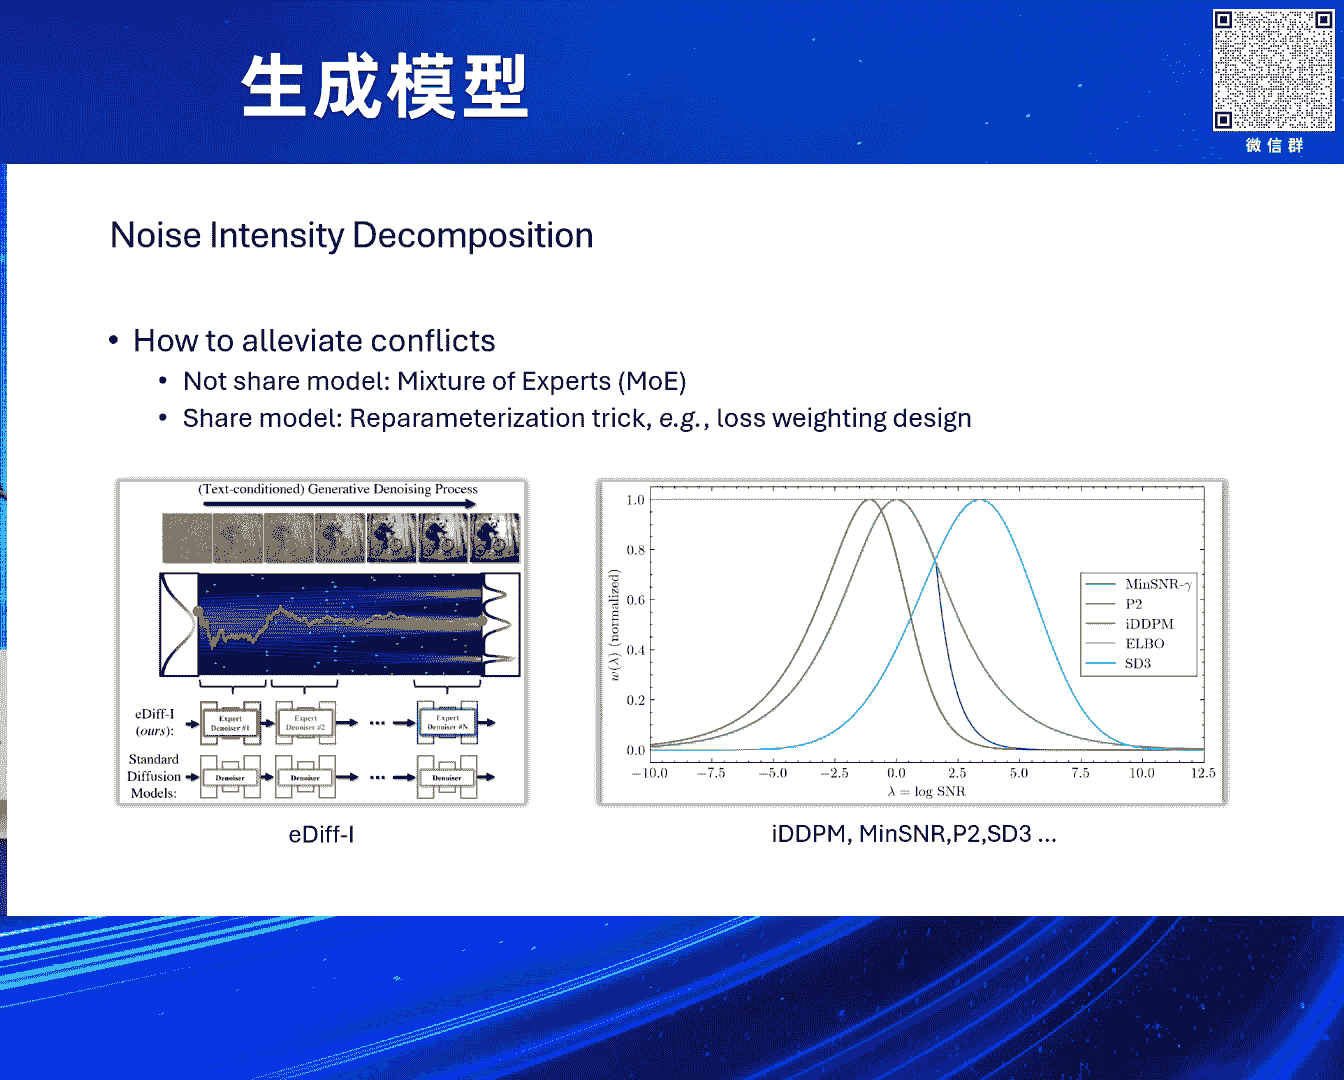 生成模型
微信群
Noise Intensity Decomposition
• How to alleviate conflicts
• Not share model: Mixture of Experts (MoE)
• Share model: Reparameterization trick, e.g., loss weighting design
(Text-conditioned) Generative Denoising Process
eDiff-I
(ours):
Expert
Denoiser #1
Expert
Denoiser #2
...
Expert
Denoiser #N
Standard
Diffusion
Models:
Denoiser
Denoiser
...
Denoiser
eDiff-I
w(λ) (normalized)
1.0
0.8
0.6
0.4
0.2
0.0
−10.0 −7.5 −5.0 −2.5 0.0 2.5 5.0 7.5 10.0 12.5
λ = log SNR
MinSNR-γ
P2
iDDPM
ELBO
SD3
iDDPM, MinSNR,P2,SD3 ...